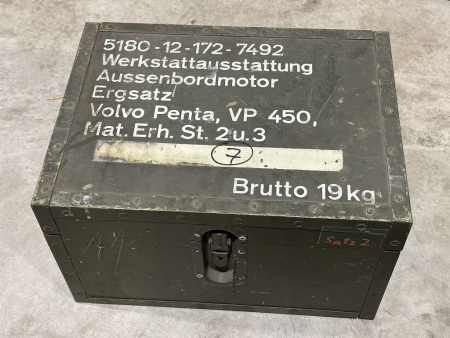 5180-12-172-7492
Werkstattausstattung
Aussenbordmotor
Ergsatz
Volvo Penta, VP 450,
Mat. Erh. St. 2 u. 3
7
Brutto 19 kg
Satz 2